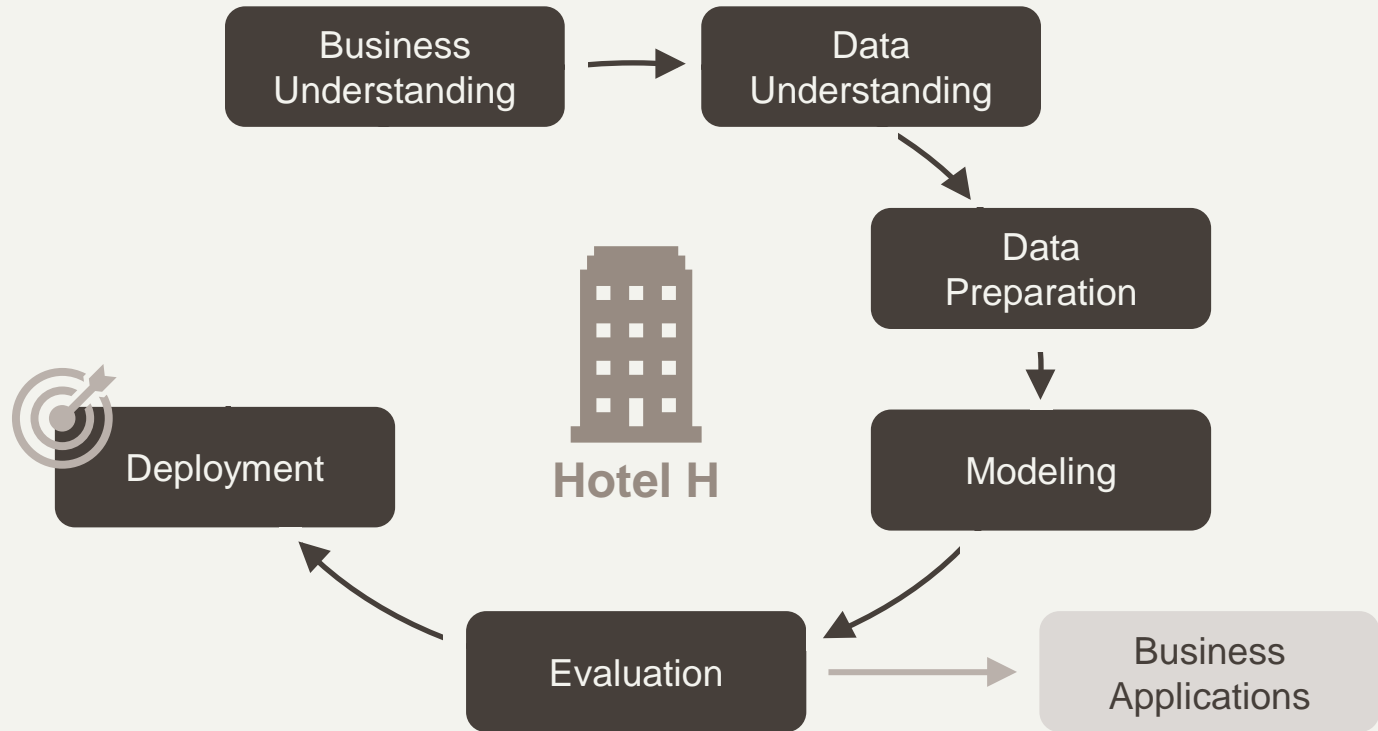 Business
Understanding
Data
Understanding
Data
Preparation
Modeling
Evaluation
Business
Applications
Deployment
Hotel H